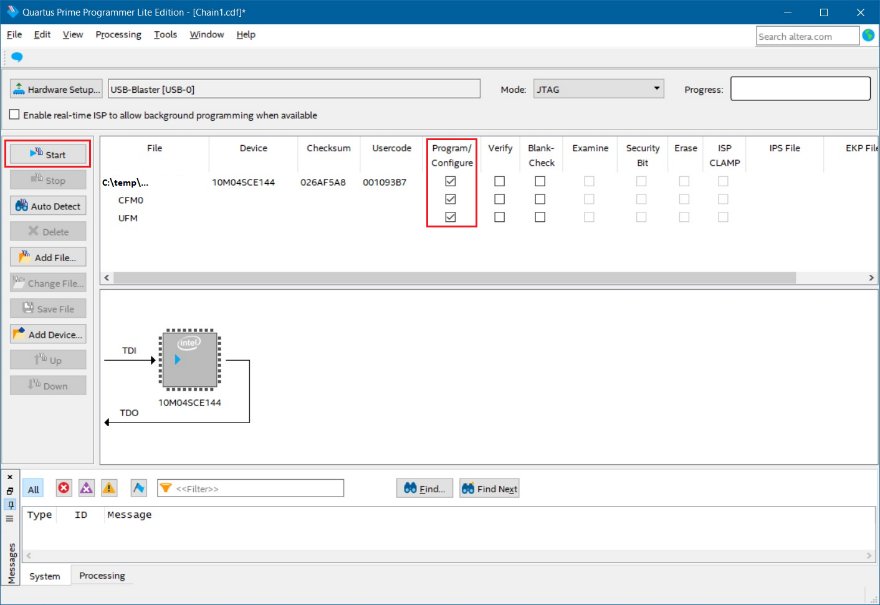 Quartus Prime Programmer Lite Edition - [Chain1.cdf]*
File Edit View Processing Tools Window Help
Search altera.com
Hardware Setup... USB-Blaster [USB-0] Mode: JTAG Progress:
Enable real-time ISP to allow background programming when available
Start
Stop
Auto Detect
Delete
Add File...
Change File...
Save File
Add Device...
Up
Down
File Device Checksum Usercode Program/ Verify Blank- Examine Security Erase ISP IPS File EKP File
Configure Check Bit CLAMP
C:\temp\... 10M04SCE144 026AF5A8 001093B7
CFM0
UFM
TDI
intel
10M04SCE144
TDO
All <<Filter>> Find... Find Next
Type ID Message
Messages
System Processing